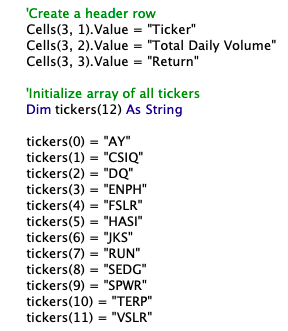 'Create a header row
Cells(3, 1).Value = "Ticker"
Cells(3, 2).Value = "Total Daily Volume"
Cells(3, 3).Value = "Return"
'Initialize array of all tickers
Dim tickers(12) As String
tickers(0) = "AY"
tickers(1) = "CSIQ"
tickers(2) = "DQ"
tickers(3) = "ENPH"
tickers(4) = "FSLR"
tickers(5) = "HASI"
tickers(6) = "JKS"
tickers(7) = "RUN"
tickers(8) = "SEDG"
tickers(9) = "SPWR"
tickers(10) = "TERP"
tickers(11) = "VSLR"